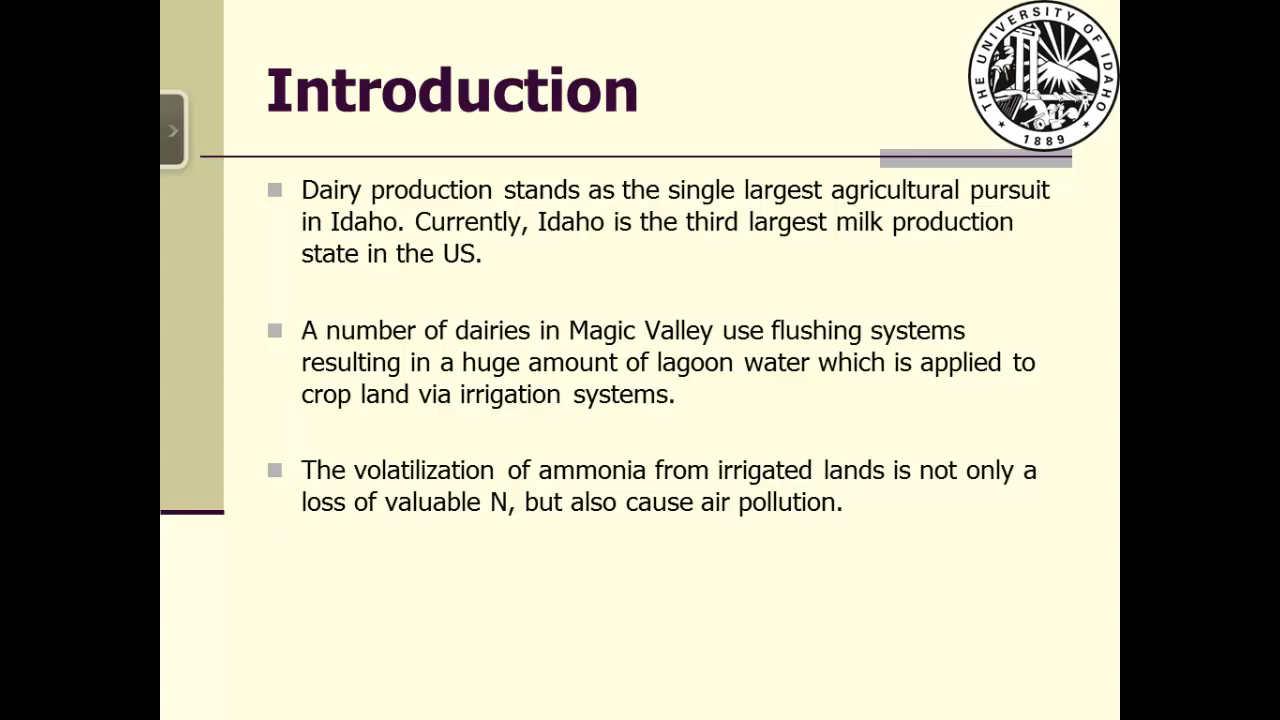 Introduction
THE UNIVERSITY OF IDAHO
1889
Dairy production stands as the single largest agricultural pursuit
in Idaho. Currently, Idaho is the third largest milk production
state in the US.
A number of dairies in Magic Valley use flushing systems
resulting in a huge amount of lagoon water which is applied to
crop land via irrigation systems.
The volatilization of ammonia from irrigated lands is not only a
loss of valuable N, but also cause air pollution.